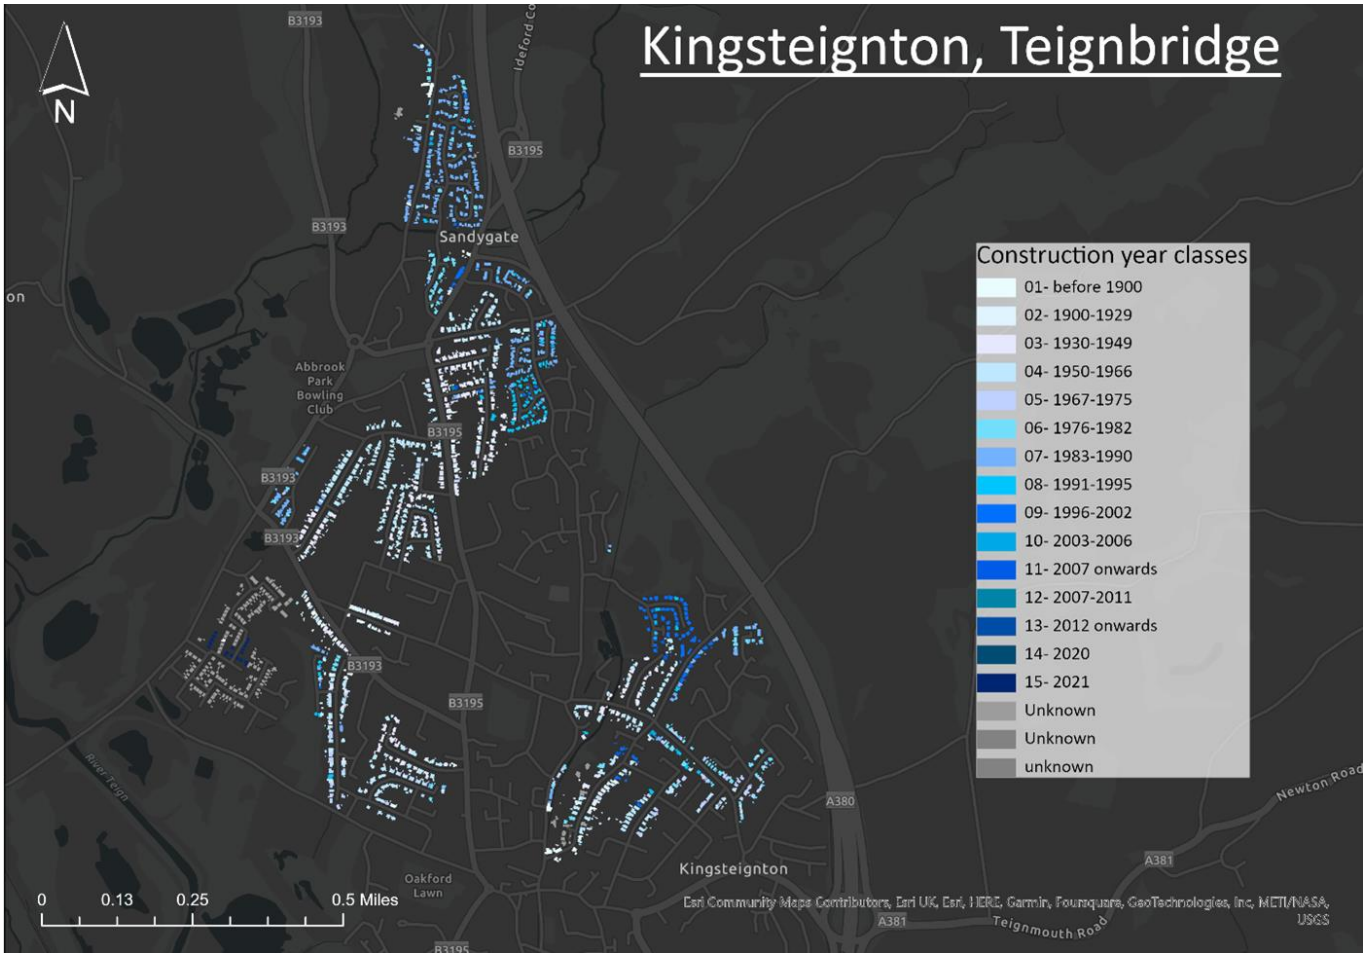 Kingsteignton, Teignbridge
N
B3193
B3195
B3193
Sandygate
on
Abbrook
Park
Bowling
Club
B3195
B3193
B3193
B3193
B3195
River Teign
Oakford
Lawn
B3195
Kingsteignton
A380
A381
A381
Newton Road
Teignmouth Road
Construction year classes
01- before 1900
02- 1900-1929
03- 1930-1949
04- 1950-1966
05- 1967-1975
06- 1976-1982
07- 1983-1990
08- 1991-1995
09- 1996-2002
10- 2003-2006
11- 2007 onwards
12- 2007-2011
13- 2012 onwards
14- 2020
15- 2021
Unknown
Unknown
unknown
0 0.13 0.25 0.5 Miles
Esri Community Maps Contributors, Esri UK, Esri, HERE, Garmin, Foursquare, GeoTechnologies, Inc, METI/NASA,
USGS
Ideford Co